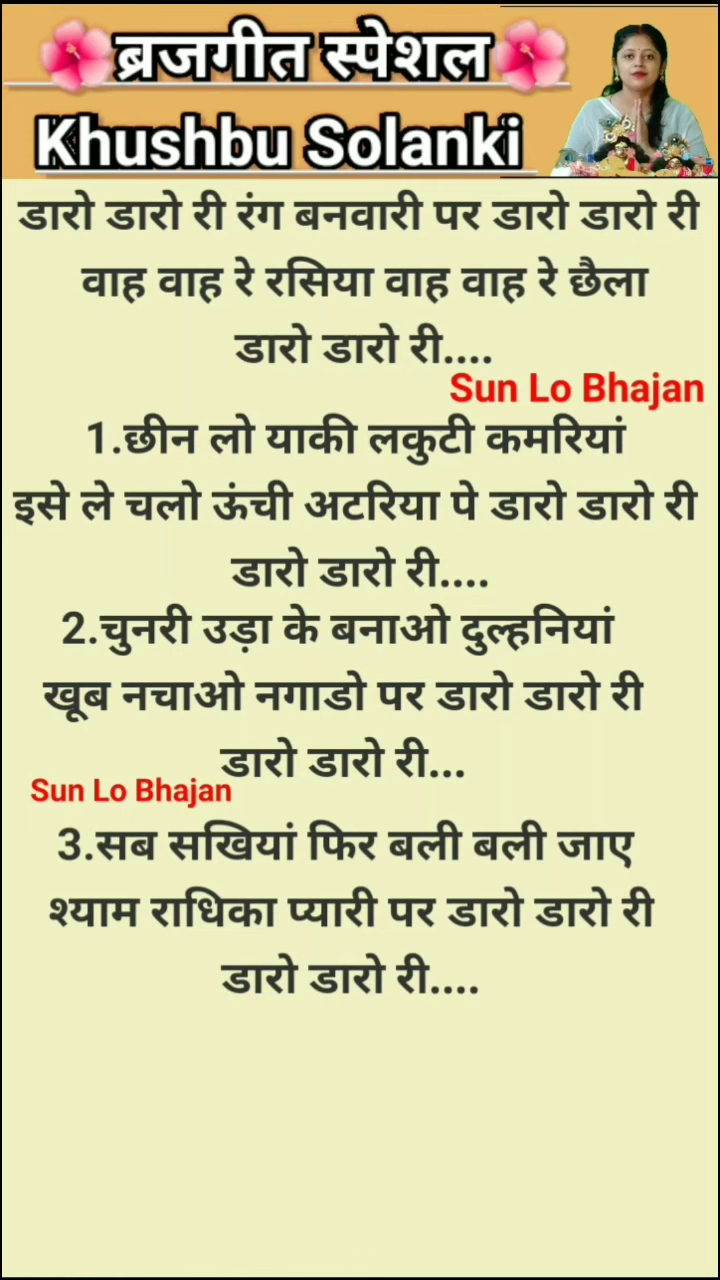 ब्रजगीत स्पेशल
Khushbu Solanki
डारो डारो री रंग बनवारी पर डारो डारो री
वाह वाह रे रसिया वाह वाह रे छैला
डारो डारो री....
Sun Lo Bhajan
1.छीन लो याकी लकुटी कमरियां
इसे ले चलो ऊंची अटरिया पे डारो डारो री
डारो डारो री....
2.चुनरी उड़ा के बनाओ दुल्हनियां
खूब नचाओ नगाडो पर डारो डारो री
डारो डारो री...
Sun Lo Bhajan
3.सब सखियां फिर बली बली जाए
श्याम राधिका प्यारी पर डारो डारो री
डारो डारो री....